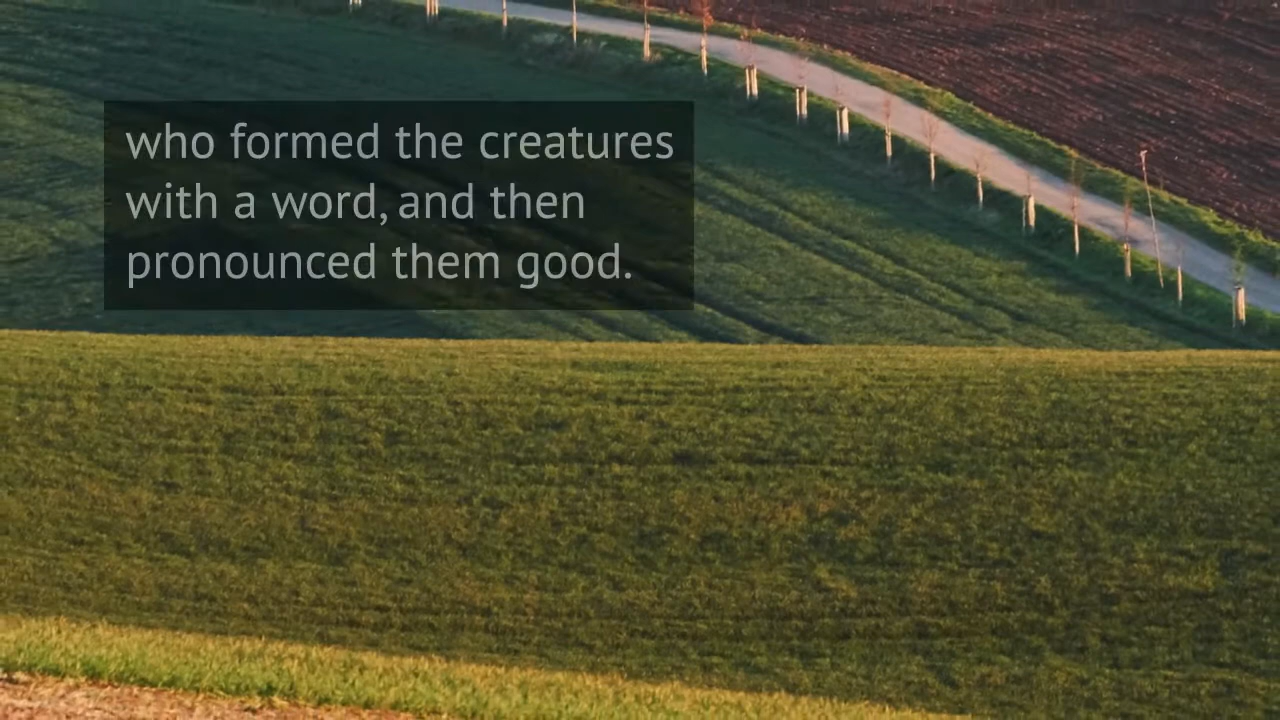 who formed the creatures
with a word, and then
pronounced them good.